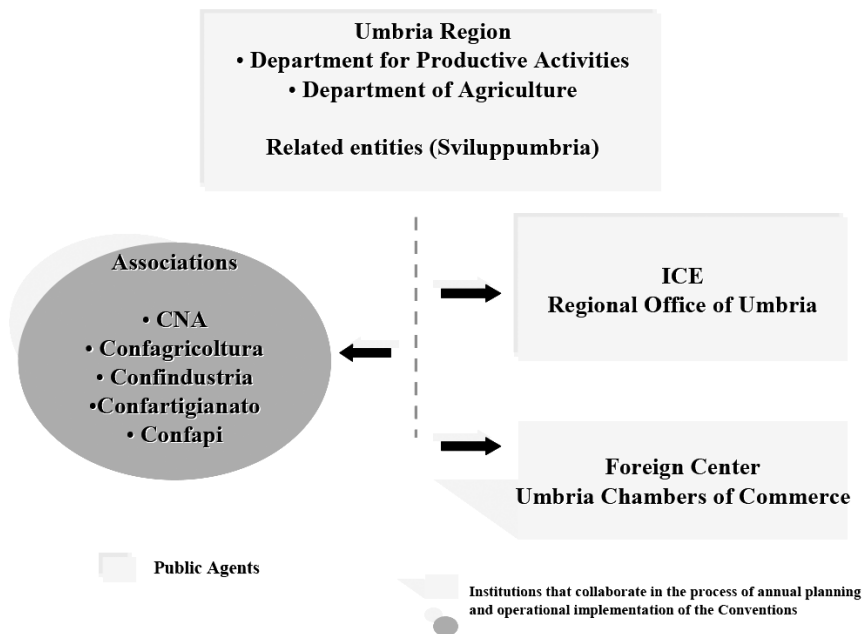 Umbria Region
• Department for Productive Activities
• Department of Agriculture
Related entities (Sviluppumbria)
Associations
• CNA
• Confagricoltura
• Confindustria
•Confartigianato
• Confapi
ICE
Regional Office of Umbria
Foreign Center
Umbria Chambers of Commerce
Public Agents
Institutions that collaborate in the process of annual planning
and operational implementation of the Conventions